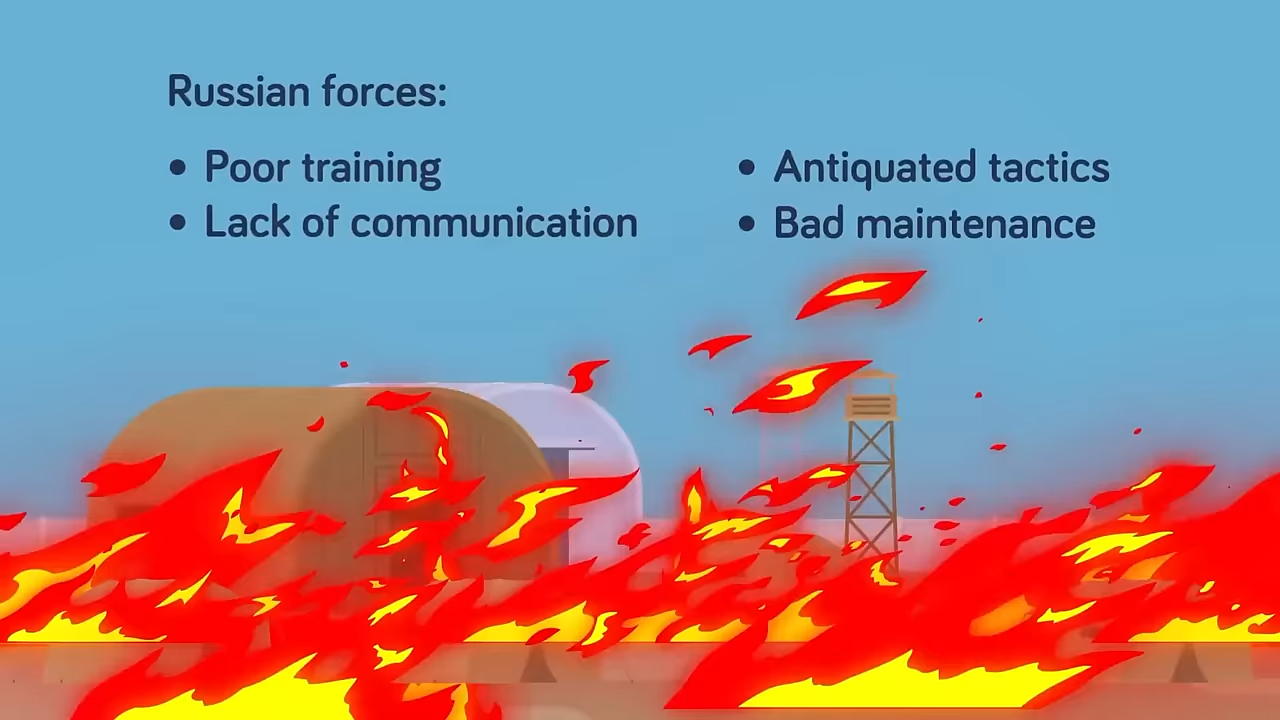 Russian forces:
• Poor training
• Lack of communication
• Antiquated tactics
• Bad maintenance